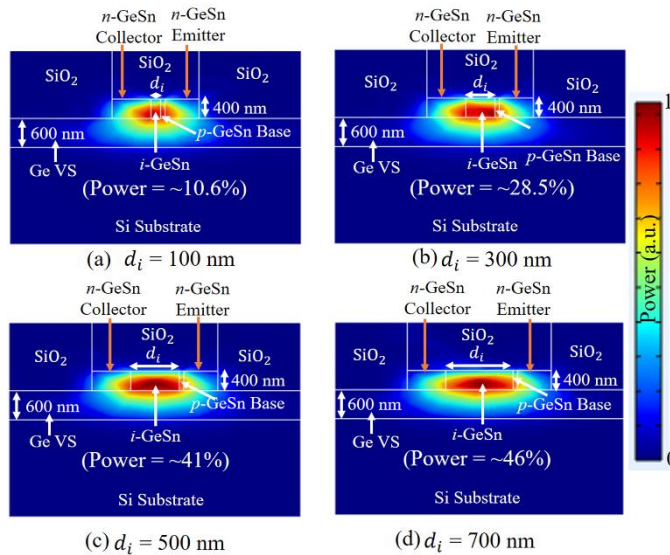 n-GeSn n-GeSn
Collector Emitter
SiO₂ SiO₂ SiO₂
dᵢ
400 nm
600 nm
p-GeSn Base
i-GeSn
Ge VS
(Power = ~10.6%)
Si Substrate
(a) dᵢ = 100 nm
n-GeSn n-GeSn
Collector Emitter
SiO₂ SiO₂ SiO₂
dᵢ
400 nm
600 nm
p-GeSn Base
i-GeSn
Ge VS
(Power = ~28.5%)
Si Substrate
(b) dᵢ = 300 nm
n-GeSn n-GeSn
Collector Emitter
SiO₂ SiO₂ SiO₂
dᵢ
400 nm
600 nm
p-GeSn Base
i-GeSn
Ge VS
(Power = ~41%)
Si Substrate
(c) dᵢ = 500 nm
n-GeSn n-GeSn
Collector Emitter
SiO₂ SiO₂ SiO₂
dᵢ
400 nm
600 nm
p-GeSn Base
i-GeSn
Ge VS
(Power = ~46%)
Si Substrate
(d) dᵢ = 700 nm
1
Power (a.u.)
0